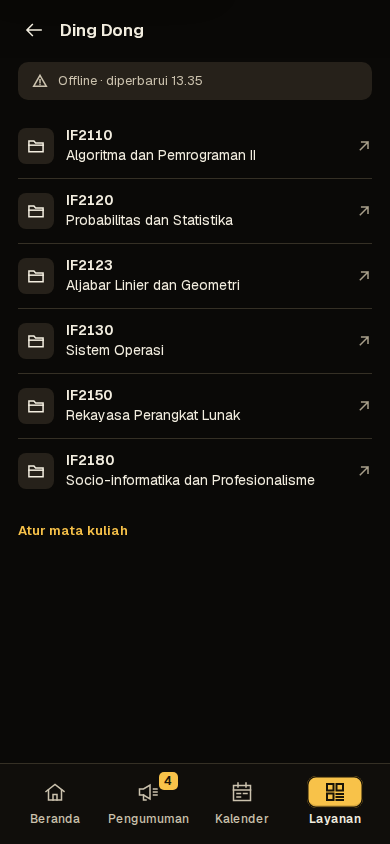 Ding Dong
Offline · diperbarui 13.35
IF2110
Algoritma dan Pemrograman II
IF2120
Probabilitas dan Statistika
IF2123
Aljabar Linier dan Geometri
IF2130
Sistem Operasi
IF2150
Rekayasa Perangkat Lunak
IF2180
Socio-informatika dan Profesionalisme
Atur mata kuliah
4
Beranda
Pengumuman
Kalender
Layanan